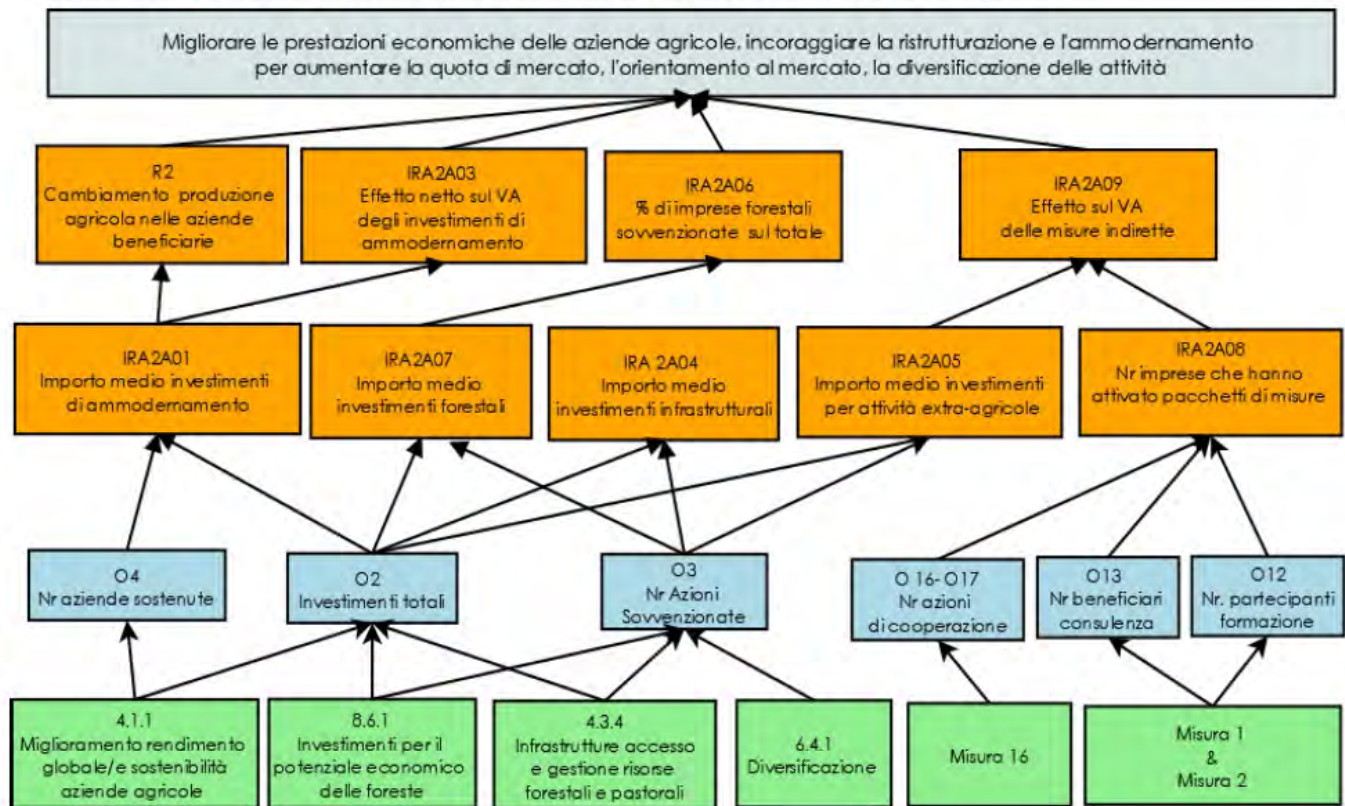 Migliorare le prestazioni economiche delle aziende agricole, incoraggiare la ristrutturazione e l'ammodernamento
per aumentare la quota di mercato, l'orientamento al mercato, la diversificazione delle attività
R2
Cambiamento produzione
agricola nelle aziende
beneficiarie
IRA2A03
Effetto netto sul VA
degli investimenti di
ammodernamento
IRA2A06
% di imprese forestali
sovvenzionate sul totale
IRA2A09
Effetto sul VA
delle misure indirette
IRA2A01
Importo medio investimenti
di ammodernamento
IRA2A07
Importo medio
investimenti forestali
IRA 2A04
Importo medio
investimenti infrastrutturali
IRA2A05
Importo medio investimenti
per attività extra-agricole
IRA2A08
Nr imprese che hanno
attivato pacchetti di misure
O4
Nr aziende sostenute
O2
Investimenti totali
O3
Nr Azioni
Sovvenzionate
O 16- O17
Nr azioni
di cooperazione
O13
Nr beneficiari
consulenza
O12
Nr. partecipanti
formazione
4.1.1
Miglioramento rendimento
globale/e sostenibilità
aziende agricole
8.6.1
Investimenti per il
potenziale economico
delle foreste
4.3.4
Infrastrutture accesso
e gestione risorse
forestali e pastorali
6.4.1
Diversificazione
Misura 16
Misura 1
&
Misura 2